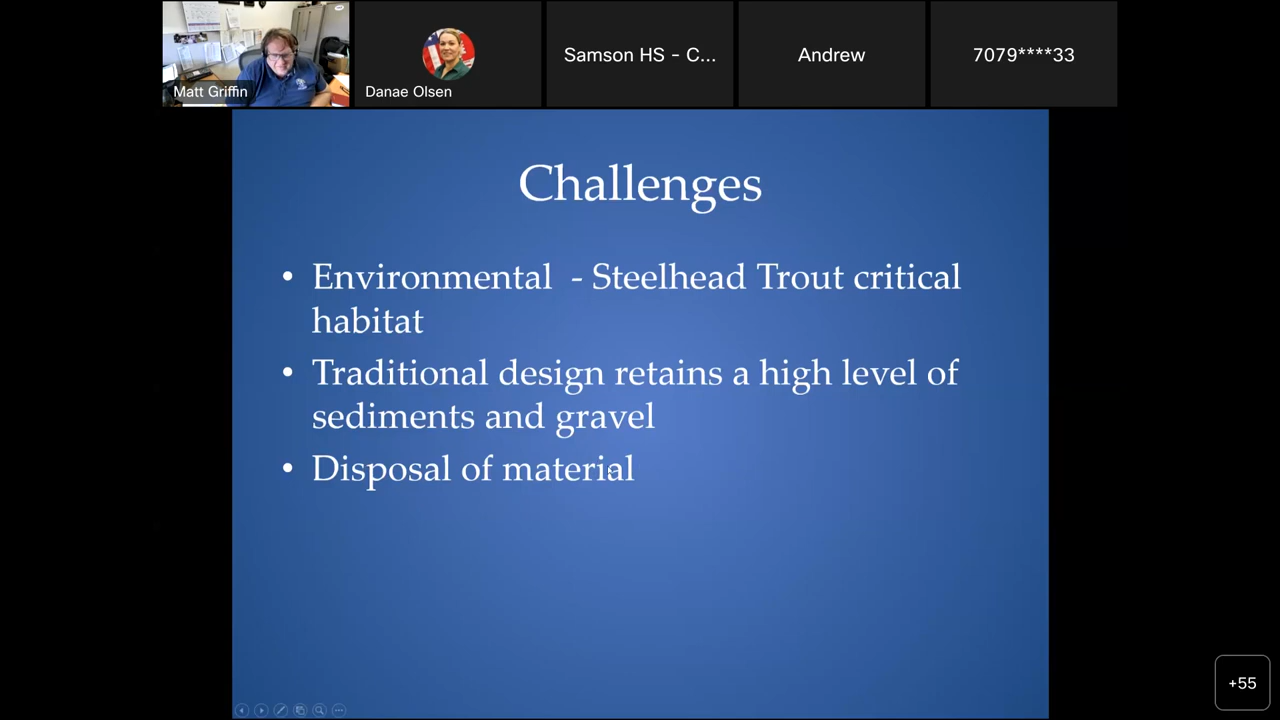 Matt Griffin
Danae Olsen
Samson HS - C...
Andrew
7079****33
Challenges
• Environmental - Steelhead Trout critical
habitat
• Traditional design retains a high level of
sediments and gravel
• Disposal of material
+55